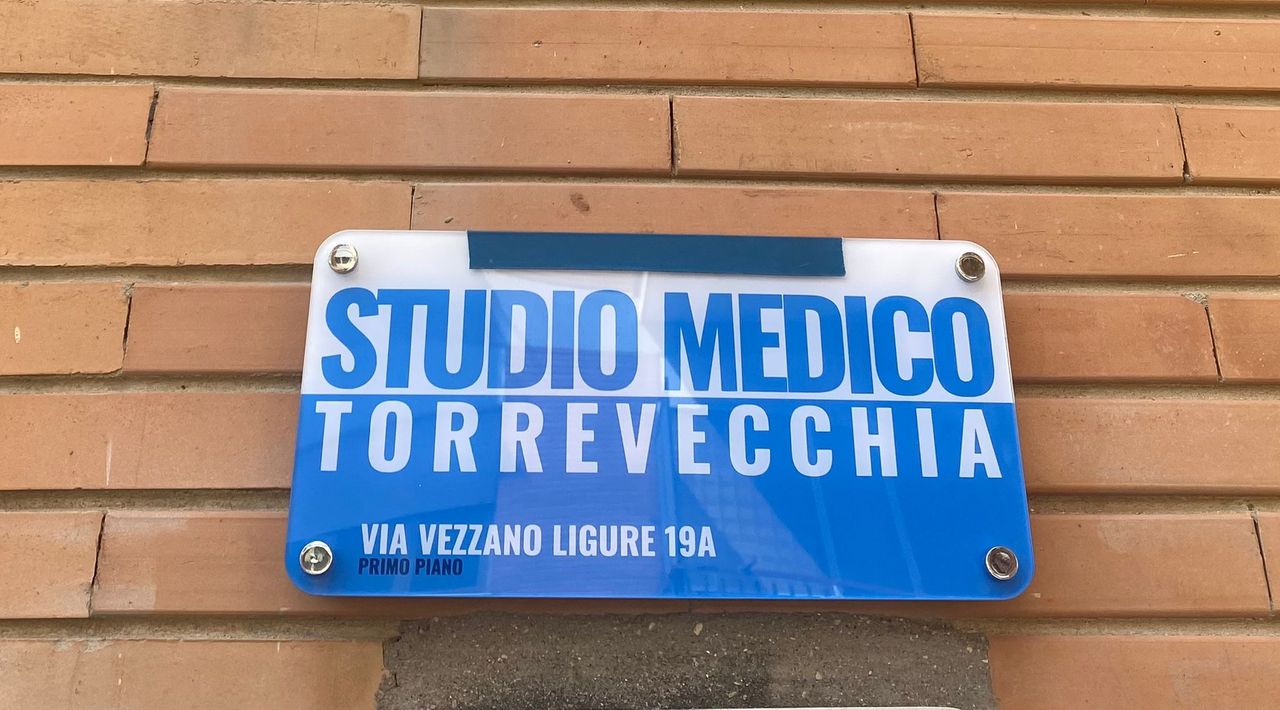 STUDIO MEDICO
TORREVECCHIA
VIA VEZZANO LIGURE 19A
PRIMO PIANO